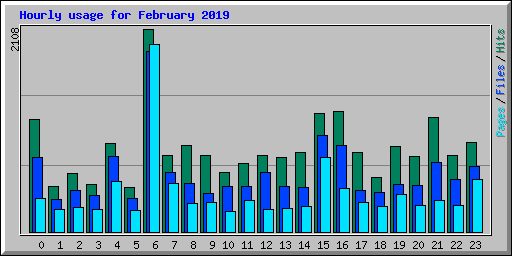 Hourly usage for February 2019
2108
Pages / Files / Hits
0 1 2 3 4 5 6 7 8 9 10 11 12 13 14 15 16 17 18 19 20 21 22 23